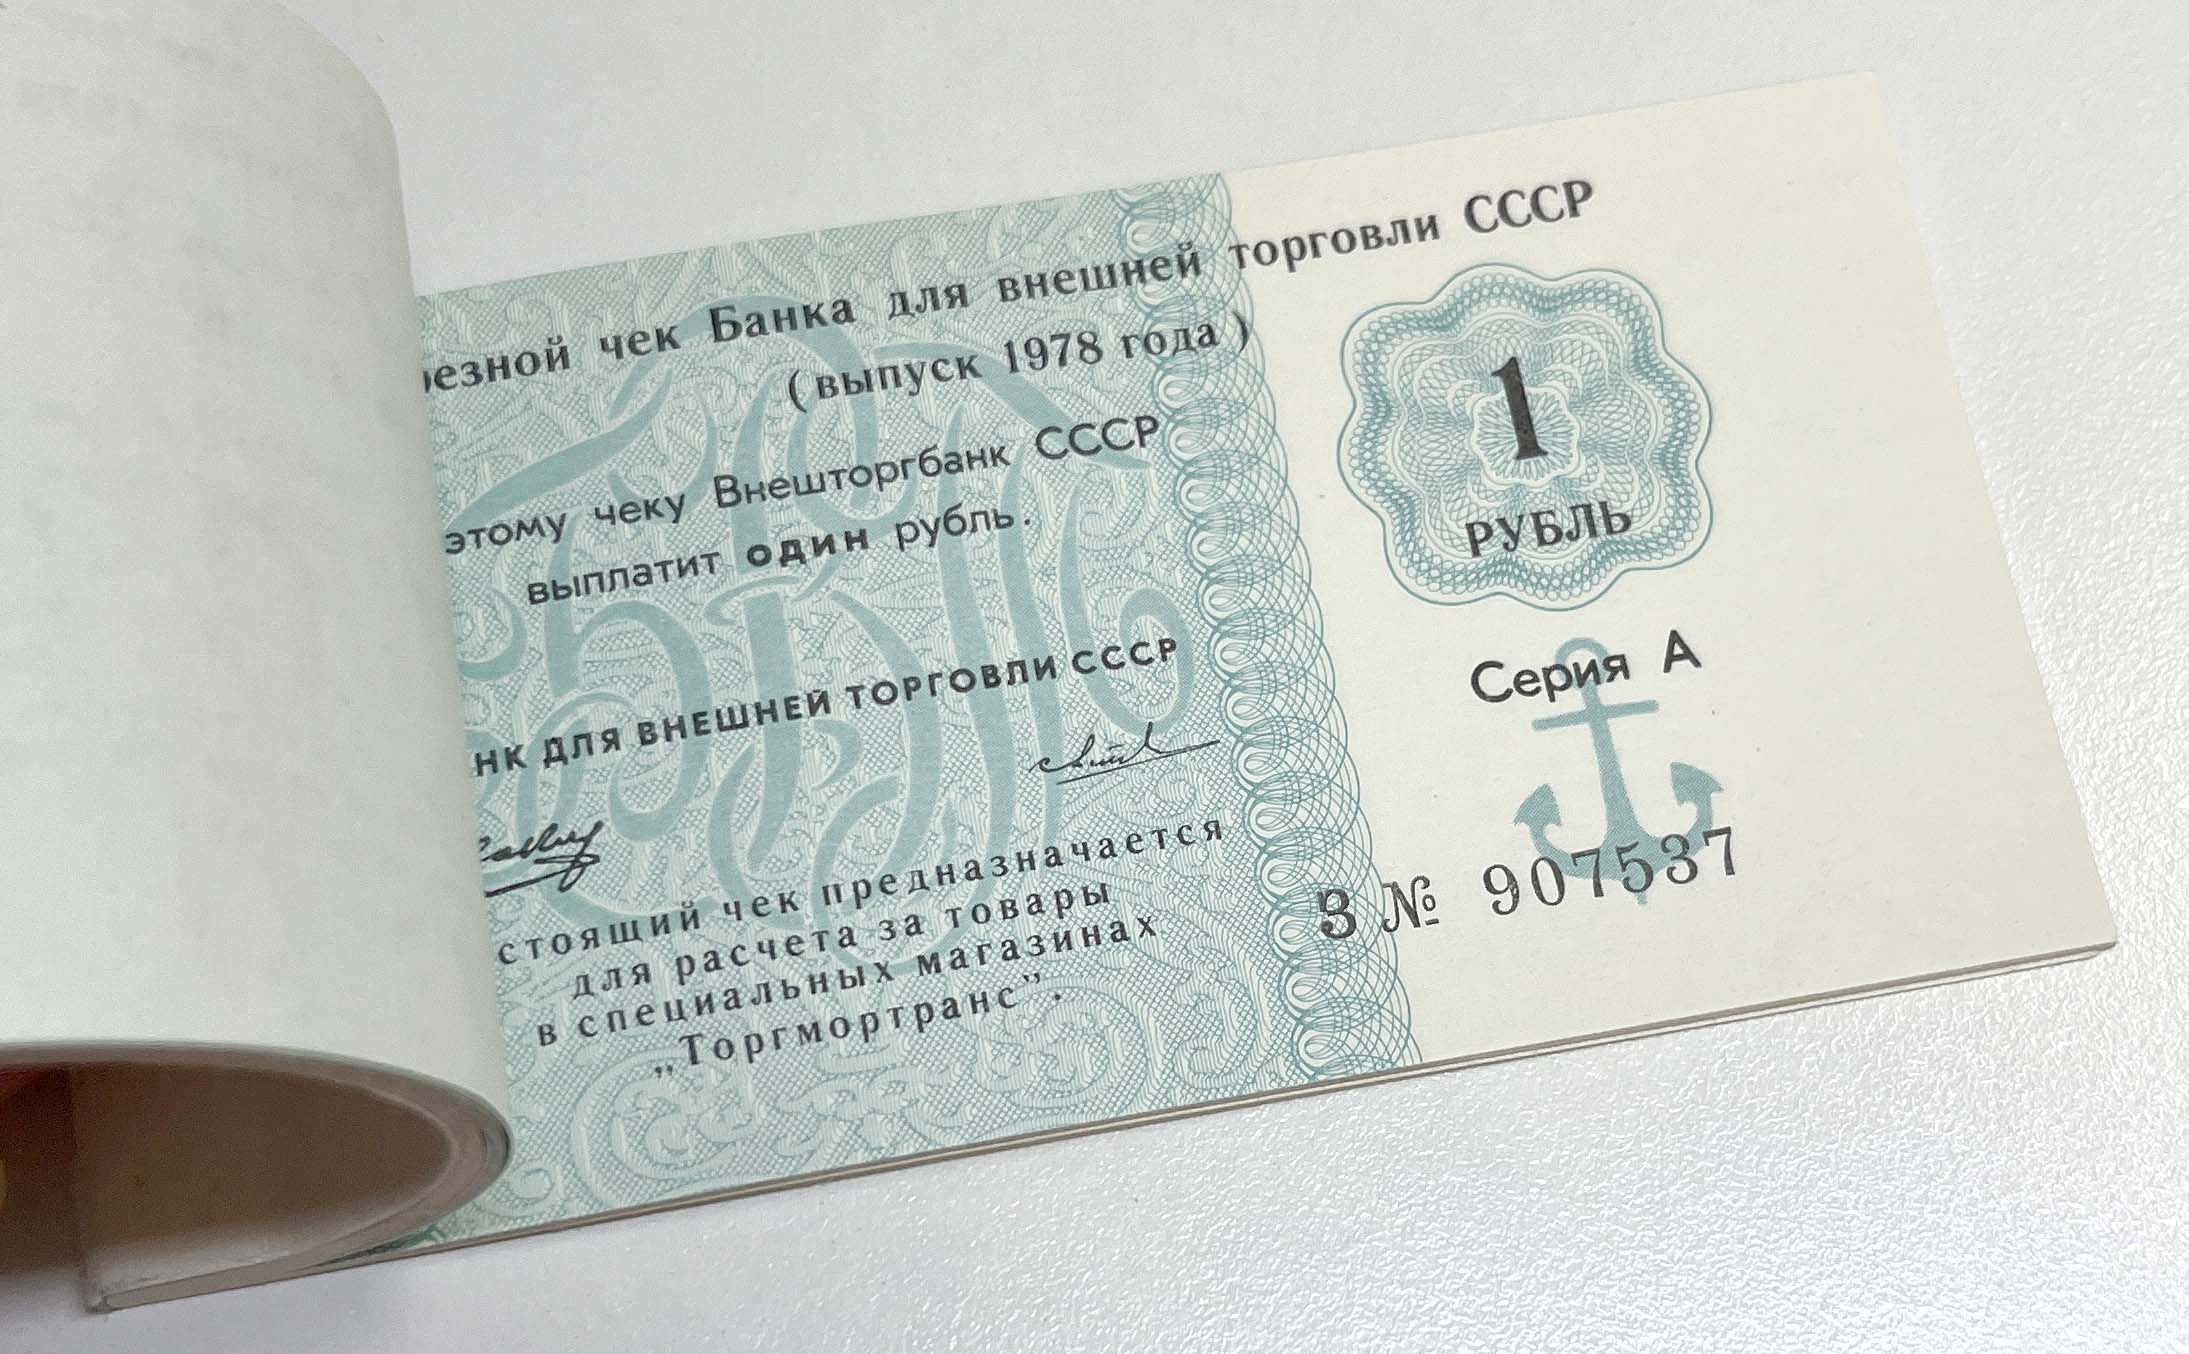 резной чек Банка для внешней торговли СССР
(выпуск 1978 года)
этому чеку Внешторгбанк СССР
выплатит один рубль.
НК ДЛЯ ВНЕШНЕЙ ТОРГОВЛИ СССР
стоящий чек предназначается
для расчета за товары
в специальных магазинах
„Торгмортранс”.
1
РУБЛЬ
Серия А
З № 907537